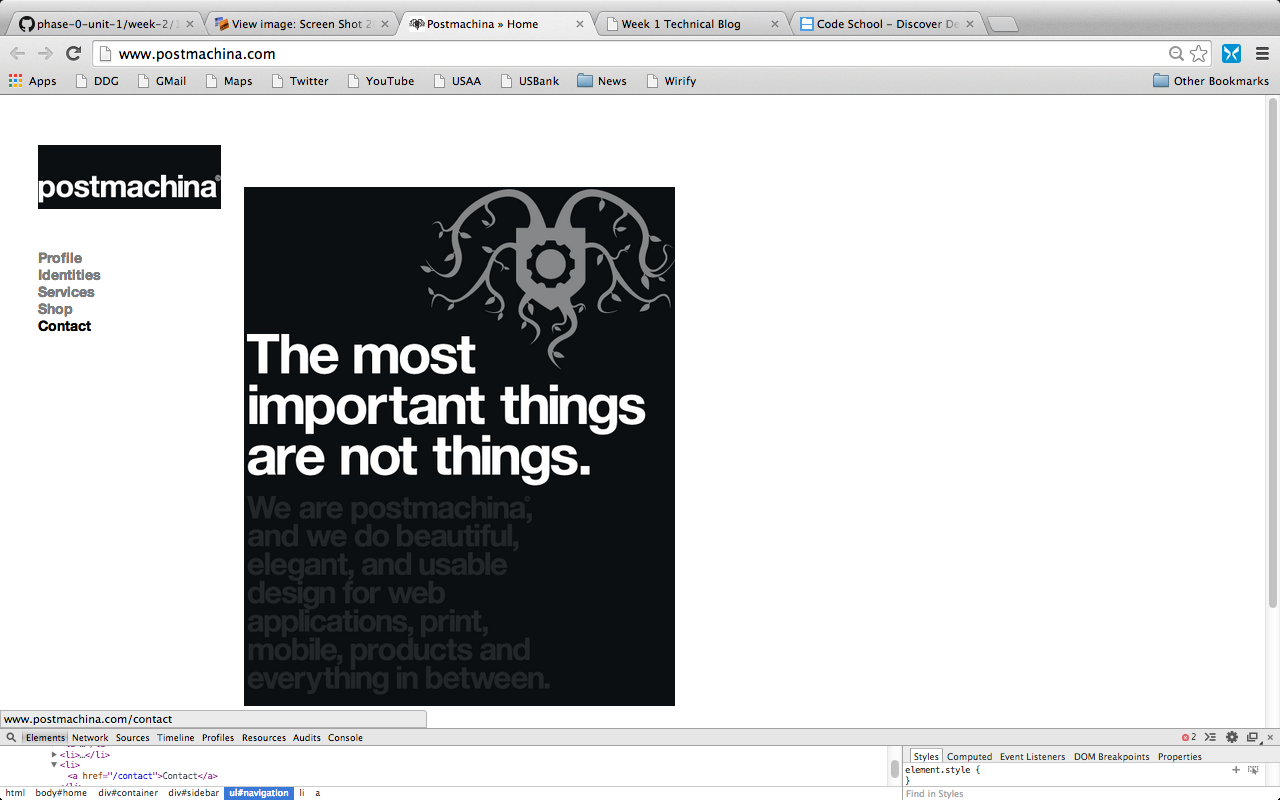 phase-0-unit-1/week-2/1
View image: Screen Shot 20
Postmachina » Home
Week 1 Technical Blog
Code School - Discover De
www.postmachina.com
Apps DDG GMail Maps Twitter YouTube USAA USBank News Wirify Other Bookmarks
postmachina®
Profile
Identities
Services
Shop
Contact
The most
important things
are not things.
We are postmachina®,
and we do beautiful,
elegant, and usable
design for web
applications, print,
mobile, products and
everything in between.
www.postmachina.com/contact
Elements Network Sources Timeline Profiles Resources Audits Console 2
<li>…</li>
<li>
<a href="/contact">Contact</a>
html body#home div#container div#sidebar ul#navigation li a
Styles Computed Event Listeners DOM Breakpoints Properties
element.style {
}
Find in Styles